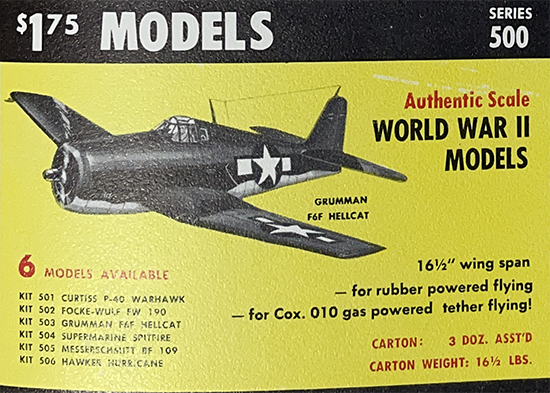 $1.75 MODELS
SERIES
500
Authentic Scale
WORLD WAR II
MODELS
GRUMMAN
F6F HELLCAT
6 MODELS AVAILABLE
KIT 501 CURTISS P-40 WARHAWK
KIT 502 FOCKE-WULF FW 190
KIT 503 GRUMMAN F6F HELLCAT
KIT 504 SUPERMARINE SPITFIRE
KIT 505 MESSERSCHMITT BF 109
KIT 506 HAWKER HURRICANE
16½" wing span
— for rubber powered flying
— for Cox. 010 gas powered tether flying!
CARTON: 3 DOZ. ASST'D
CARTON WEIGHT: 16½ LBS.